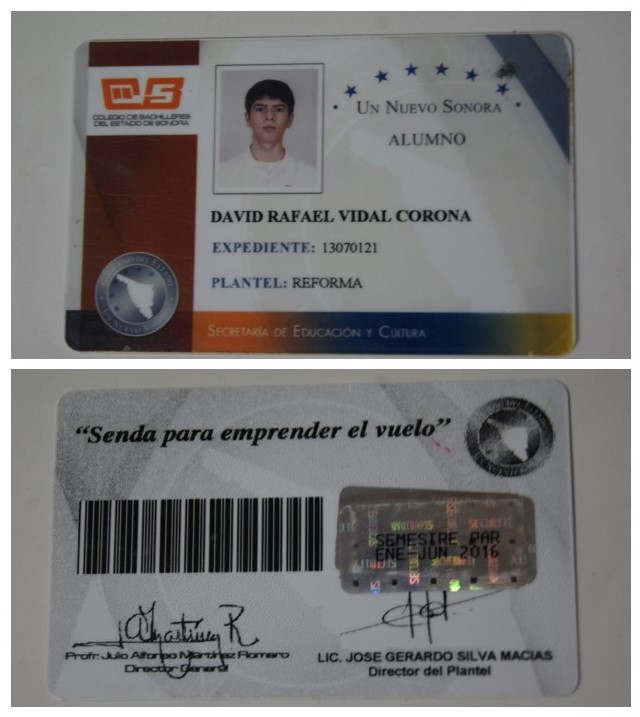 COLEGIO DE BACHILLERES
DEL ESTADO DE SONORA
UN NUEVO SONORA
ALUMNO
DAVID RAFAEL VIDAL CORONA
EXPEDIENTE: 13070121
PLANTEL: REFORMA
SECRETARÍA DE EDUCACIÓN Y CULTURA
“Senda para emprender el vuelo”
SEMESTRE PAR
ENE-JUN 2016
Profr. Julio Alfonso Martínez Romero
Director General
LIC. JOSE GERARDO SILVA MACIAS
Director del Plantel